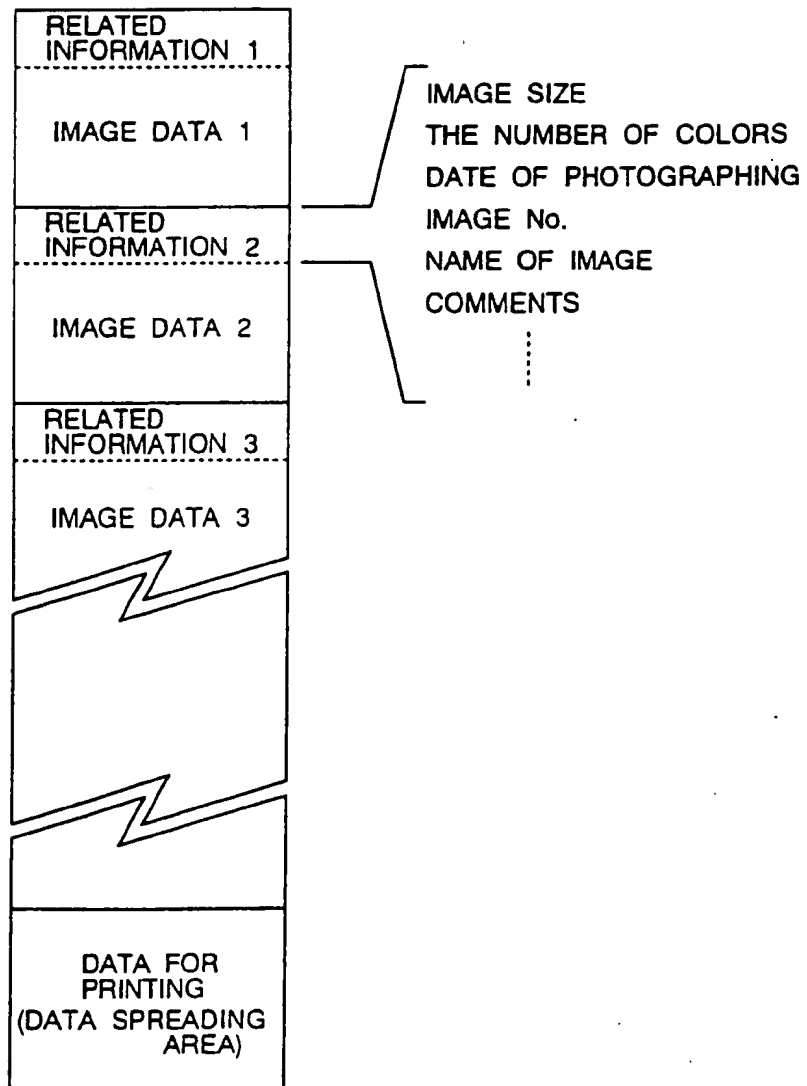 RELATED
INFORMATION 1
IMAGE DATA 1
RELATED
INFORMATION 2
IMAGE DATA 2
RELATED
INFORMATION 3
IMAGE DATA 3
DATA FOR
PRINTING
(DATA SPREADING
AREA)
IMAGE SIZE
THE NUMBER OF COLORS
DATE OF PHOTOGRAPHING
IMAGE No.
NAME OF IMAGE
COMMENTS